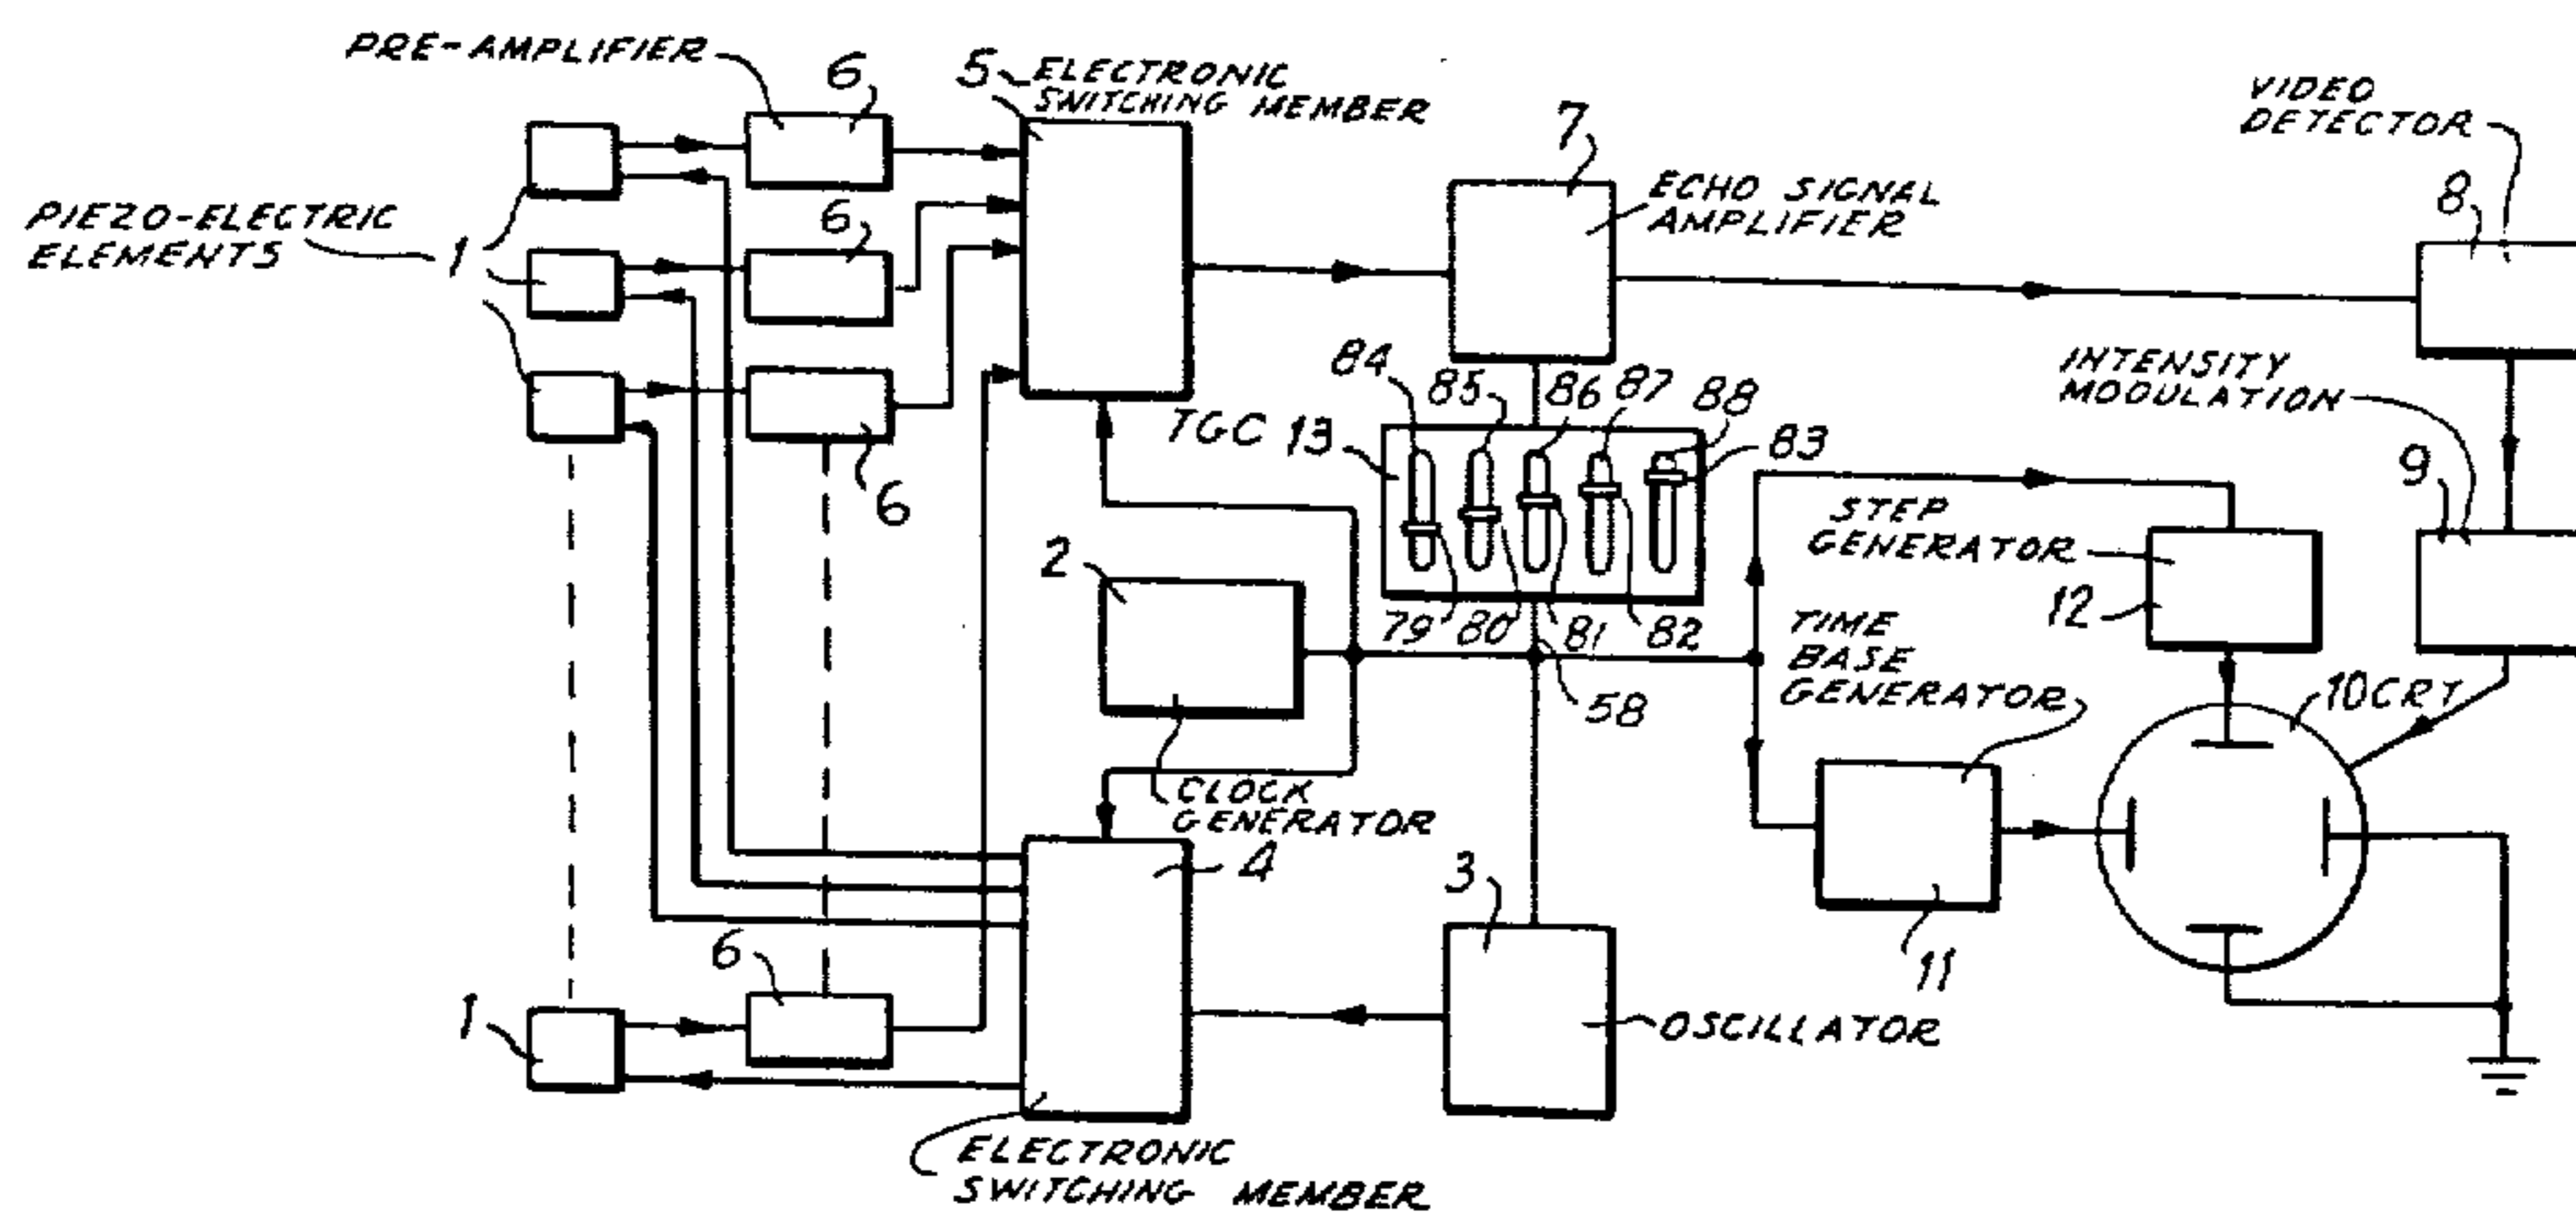 PRE-AMPLIFIER
6
5
ELECTRONIC
SWITCHING MEMBER
VIDEO
DETECTOR
7
8
ECHO SIGNAL
AMPLIFIER
PIEZO-ELECTRIC
ELEMENTS
1
6
84
85
86
87
88
83
INTENSITY
MODULATION
TGC 13
9
6
STEP
GENERATOR
2
12
79
80
81
82
TIME
BASE
GENERATOR
58
10 CRT
CLOCK
GENERATOR
4
3
11
6
1
OSCILLATOR
ELECTRONIC
SWITCHING MEMBER